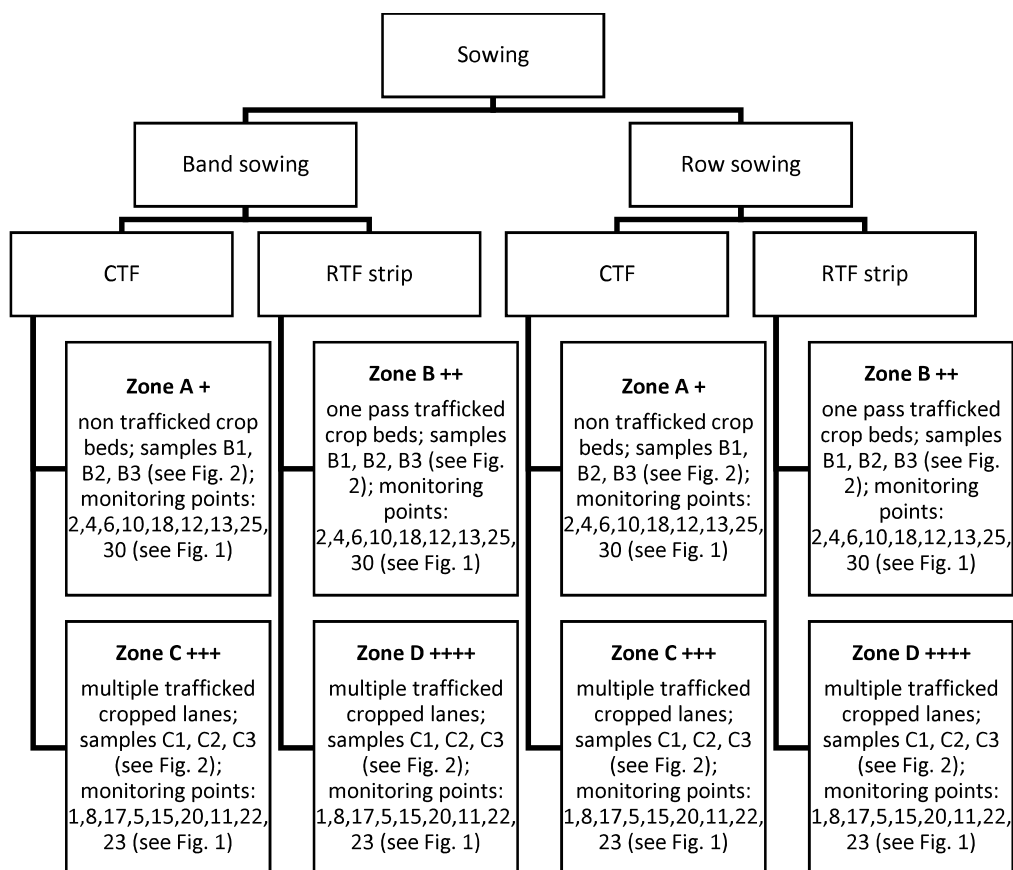 Sowing
Band sowing
Row sowing
CTF
RTF strip
CTF
RTF strip
Zone A +
non trafficked crop
beds; samples B1,
B2, B3 (see Fig. 2);
monitoring points:
2,4,6,10,18,12,13,25,
30 (see Fig. 1)
Zone B ++
one pass trafficked
crop beds; samples
B1, B2, B3 (see Fig.
2); monitoring
points:
2,4,6,10,18,12,13,25,
30 (see Fig. 1)
Zone A +
non trafficked crop
beds; samples B1,
B2, B3 (see Fig. 2);
monitoring points:
2,4,6,10,18,12,13,25,
30 (see Fig. 1)
Zone B ++
one pass trafficked
crop beds; samples
B1, B2, B3 (see Fig.
2); monitoring
points:
2,4,6,10,18,12,13,25,
30 (see Fig. 1)
Zone C +++
multiple trafficked
cropped lanes;
samples C1, C2, C3
(see Fig. 2);
monitoring points:
1,8,17,5,15,20,11,22,
23 (see Fig. 1)
Zone D ++++
multiple trafficked
cropped lanes;
samples C1, C2, C3
(see Fig. 2);
monitoring points:
1,8,17,5,15,20,11,22,
23 (see Fig. 1)
Zone C +++
multiple trafficked
cropped lanes;
samples C1, C2, C3
(see Fig. 2);
monitoring points:
1,8,17,5,15,20,11,22,
23 (see Fig. 1)
Zone D ++++
multiple trafficked
cropped lanes;
samples C1, C2, C3
(see Fig. 2);
monitoring points:
1,8,17,5,15,20,11,22,
23 (see Fig. 1)